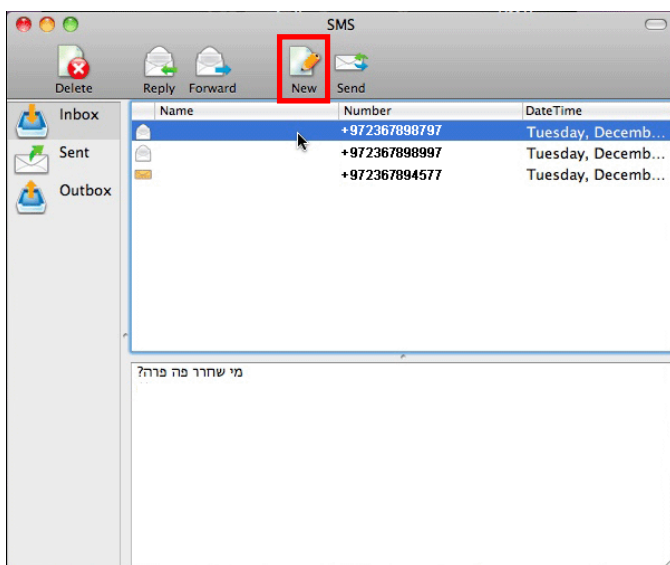 SMS
Delete Reply Forward New Send
Inbox
Sent
Outbox
Name Number DateTime
+972367898797 Tuesday, Decemb...
+972367898997 Tuesday, Decemb...
+972367894577 Tuesday, Decemb...
מי שחרר פה פרה?